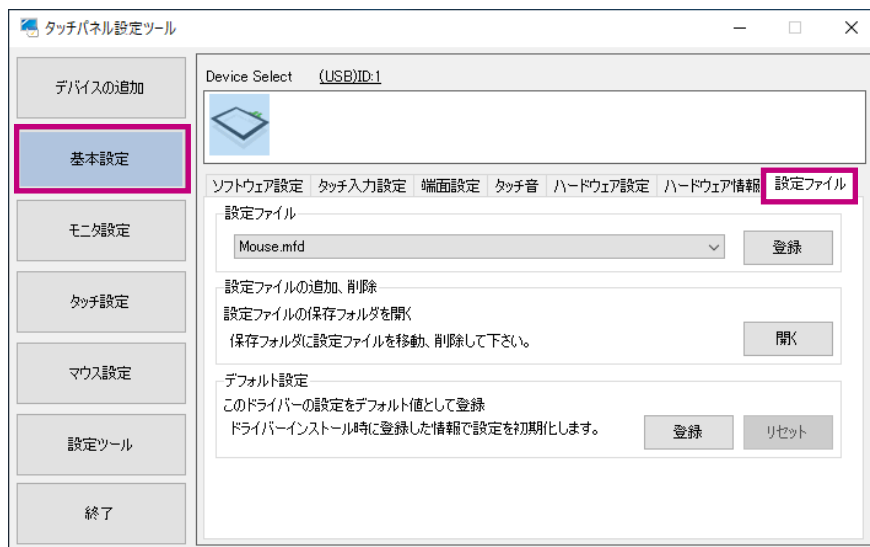 タッチパネル設定ツール
デバイスの追加
基本設定
モニタ設定
タッチ設定
マウス設定
設定ツール
終了
Device Select (USB)ID:1
ソフトウェア設定 タッチ入力設定 端面設定 タッチ音 ハードウェア設定 ハードウェア情報 設定ファイル
設定ファイル
Mouse.mfd 登録
設定ファイルの追加、削除
設定ファイルの保存フォルダを開く
保存フォルダに設定ファイルを移動、削除して下さい。 開く
デフォルト設定
このドライバーの設定をデフォルト値として登録
ドライバーインストール時に登録した情報で設定を初期化します。 登録 リセット